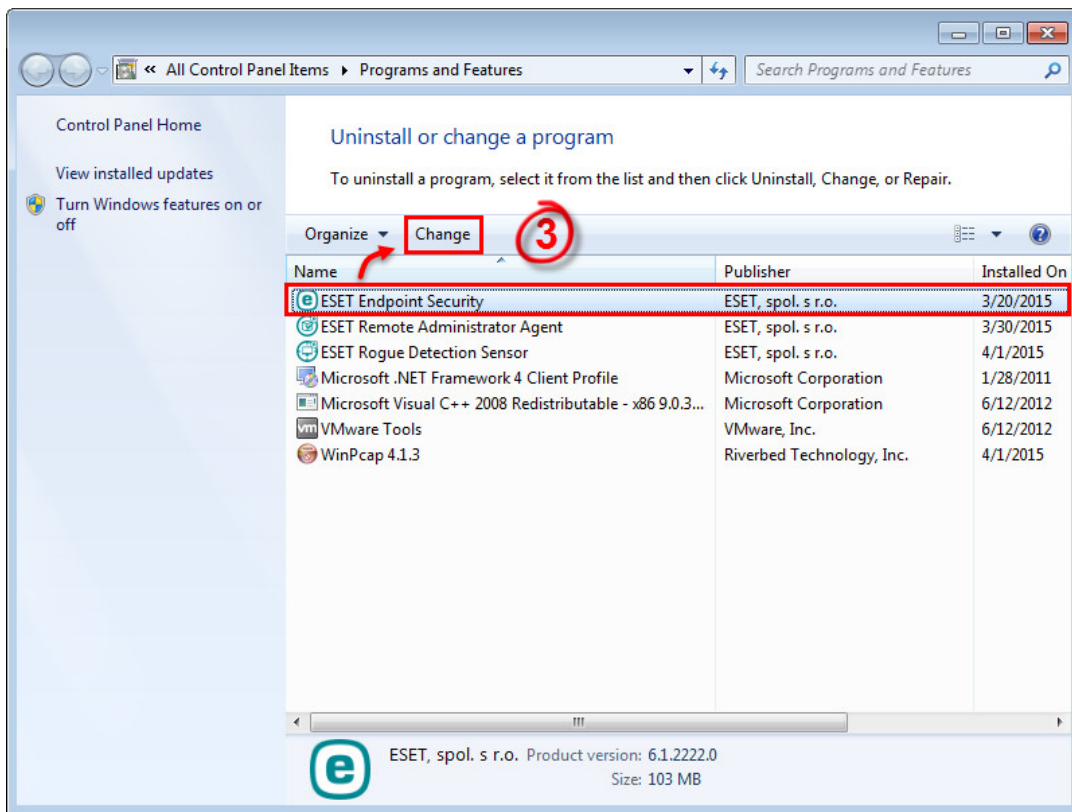 « All Control Panel Items ▸ Programs and Features
Search Programs and Features
Control Panel Home
View installed updates
Turn Windows features on or
off
Uninstall or change a program
To uninstall a program, select it from the list and then click Uninstall, Change, or Repair.
Organize Change 3
Name Publisher Installed On
ESET Endpoint Security ESET, spol. s r.o. 3/20/2015
ESET Remote Administrator Agent ESET, spol. s r.o. 3/30/2015
ESET Rogue Detection Sensor ESET, spol. s r.o. 4/1/2015
Microsoft .NET Framework 4 Client Profile Microsoft Corporation 1/28/2011
Microsoft Visual C++ 2008 Redistributable - x86 9.0.3... Microsoft Corporation 6/12/2012
vm VMware Tools VMware, Inc. 6/12/2012
WinPcap 4.1.3 Riverbed Technology, Inc. 4/1/2015
e ESET, spol. s r.o. Product version: 6.1.2222.0
Size: 103 MB